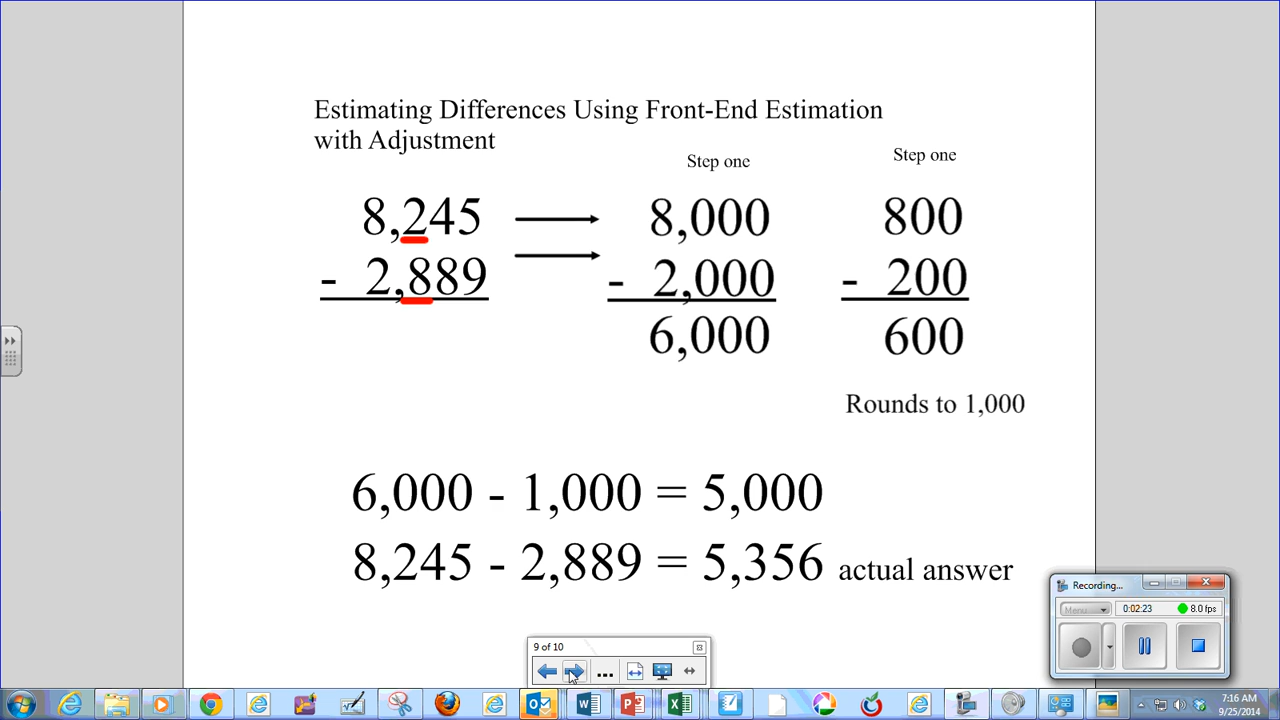 Estimating Differences Using Front-End Estimation
with Adjustment
Step one
Step one
8,245
8,000
800
- 2,889
- 2,000
- 200
6,000
600
Rounds to 1,000
6,000 - 1,000 = 5,000
8,245 - 2,889 = 5,356 actual answer
Recording...
Menu
0:02:23
8.0 fps
9 of 10
...
7:16 AM
9/25/2014